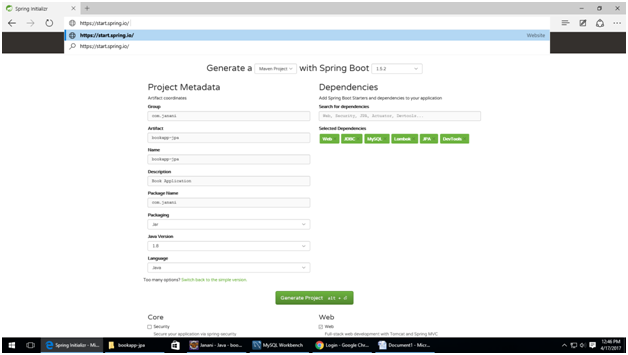 Spring Initializr
https://start.spring.io/
https://start.spring.io/ Website
https://start.spring.io/
Generate a Maven Project with Spring Boot 1.5.2
Project Metadata
Artifact coordinates
Group
com.janani
Artifact
bookapp-jpa
Name
bookapp-jpa
Description
Book Application
Package Name
com.janani
Packaging
Jar
Java Version
1.8
Language
Java
Too many options? Switch back to the simple version.
Dependencies
Add Spring Boot Starters and dependencies to your application
Search for dependencies
Web, Security, JPA, Actuator, Devtools...
Selected Dependencies
Web JDBC MySQL Lombok JPA DevTools
Generate Project alt +
Core
Security
Secure your application via spring-security
Web
Web
Full-stack web development with Tomcat and Spring MVC
Spring Initializr - Mi... bookapp-jpa Janani - Java - boo... MySQL Workbench Login - Google Chr... Document1 - Micr...
12:46 PM
4/17/2017